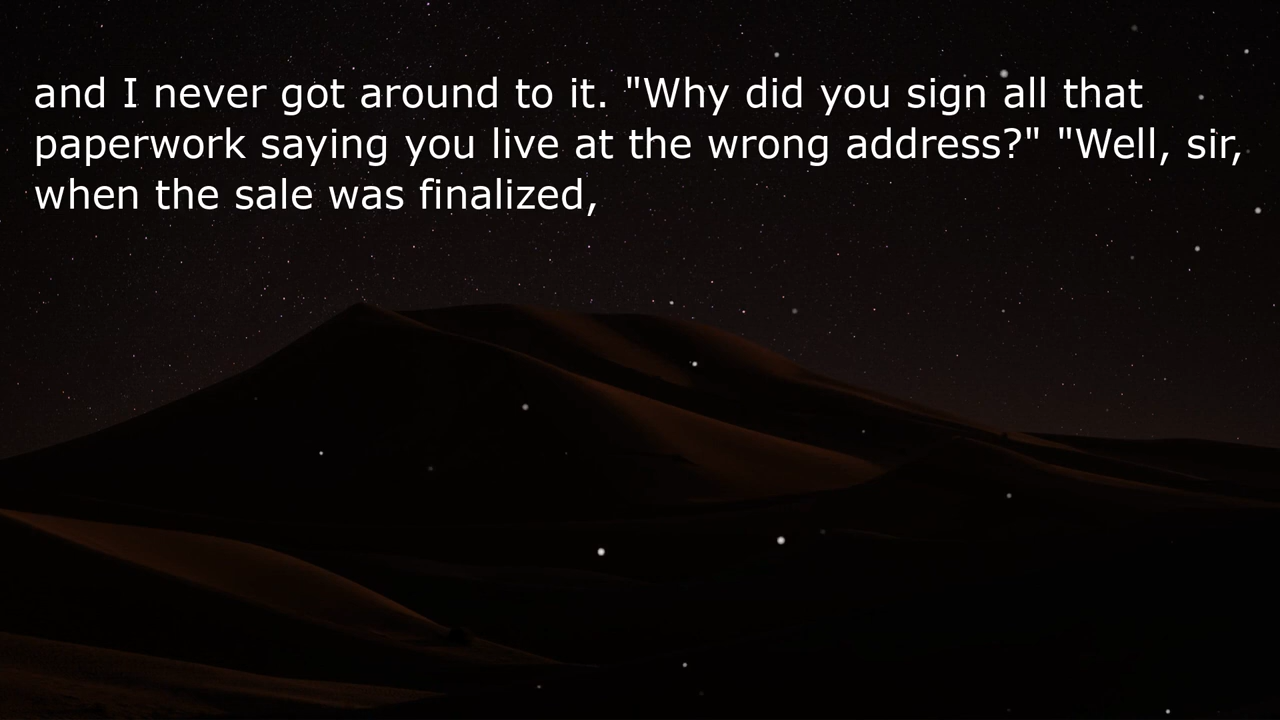 and I never got around to it. "Why did you sign all that
paperwork saying you live at the wrong address?" "Well, sir,
when the sale was finalized,